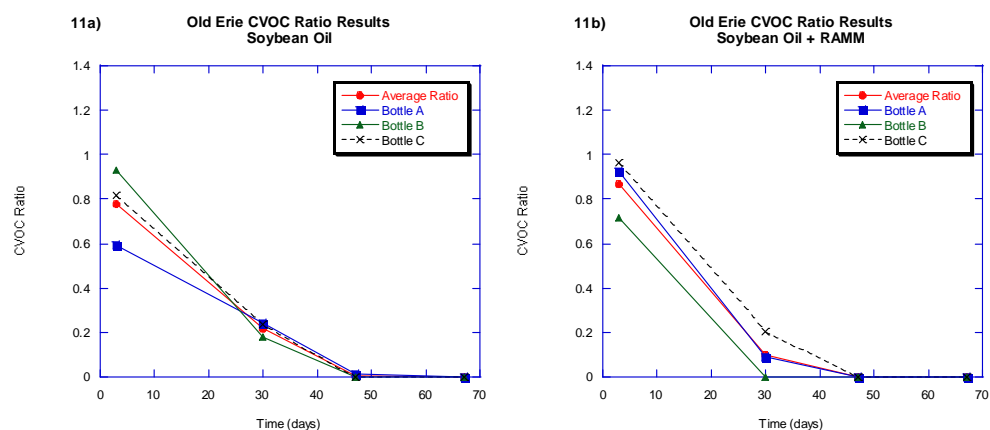 11a)
Old Erie CVOC Ratio Results
Soybean Oil
1.4
1.2
1
0.8
0.6
0.4
0.2
0
CVOC Ratio
Average Ratio
Bottle A
Bottle B
Bottle C
0 10 20 30 40 50 60 70
Time (days)
11b)
Old Erie CVOC Ratio Results
Soybean Oil + RAMM
1.4
1.2
1
0.8
0.6
0.4
0.2
0
CVOC Ratio
Average Ratio
Bottle A
Bottle B
Bottle C
0 10 20 30 40 50 60 70
Time (days)